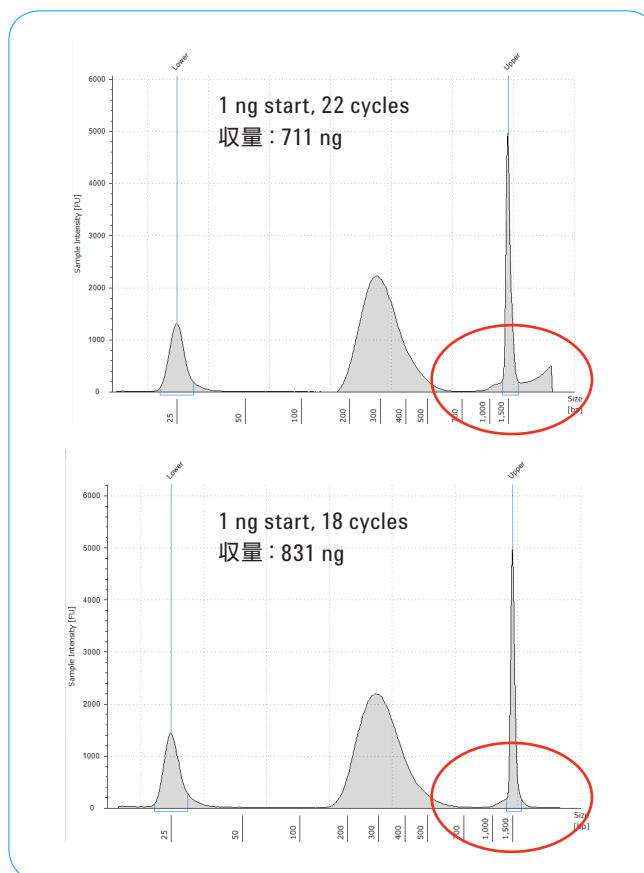 Lower
Upper
6000
1 ng start, 22 cycles
収量：711 ng
5000
4000
Sample Intensity [FU]
3000
2000
1000
0
Size
[bp]
25
50
100
200
300
400
500
700
1,000
1,500
Lower
Upper
6000
1 ng start, 18 cycles
収量：831 ng
5000
4000
Sample Intensity [FU]
3000
2000
1000
0
Size
[bp]
25
50
100
200
300
400
500
700
1,000
1,500